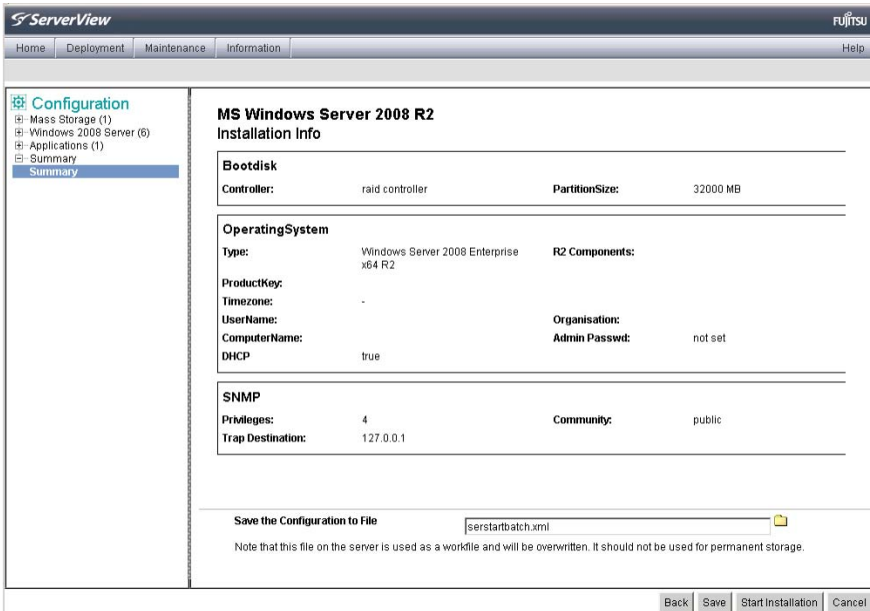 ServerView
FUJITSU
Home Deployment Maintenance Information Help
Configuration
Mass Storage (1)
Windows 2008 Server (6)
Applications (1)
Summary
Summary
MS Windows Server 2008 R2
Installation Info
Bootdisk
Controller: raid controller PartitionSize: 32000 MB
OperatingSystem
Type: Windows Server 2008 Enterprise x64 R2 R2 Components:
ProductKey:
Timezone: -
UserName: Organisation:
ComputerName: Admin Passwd: not set
DHCP true
SNMP
Privileges: 4 Community: public
Trap Destination: 127.0.0.1
Save the Configuration to File serstartbatch.xml
Note that this file on the server is used as a workfile and will be overwritten. It should not be used for permanent storage.
Back Save Start Installation Cancel